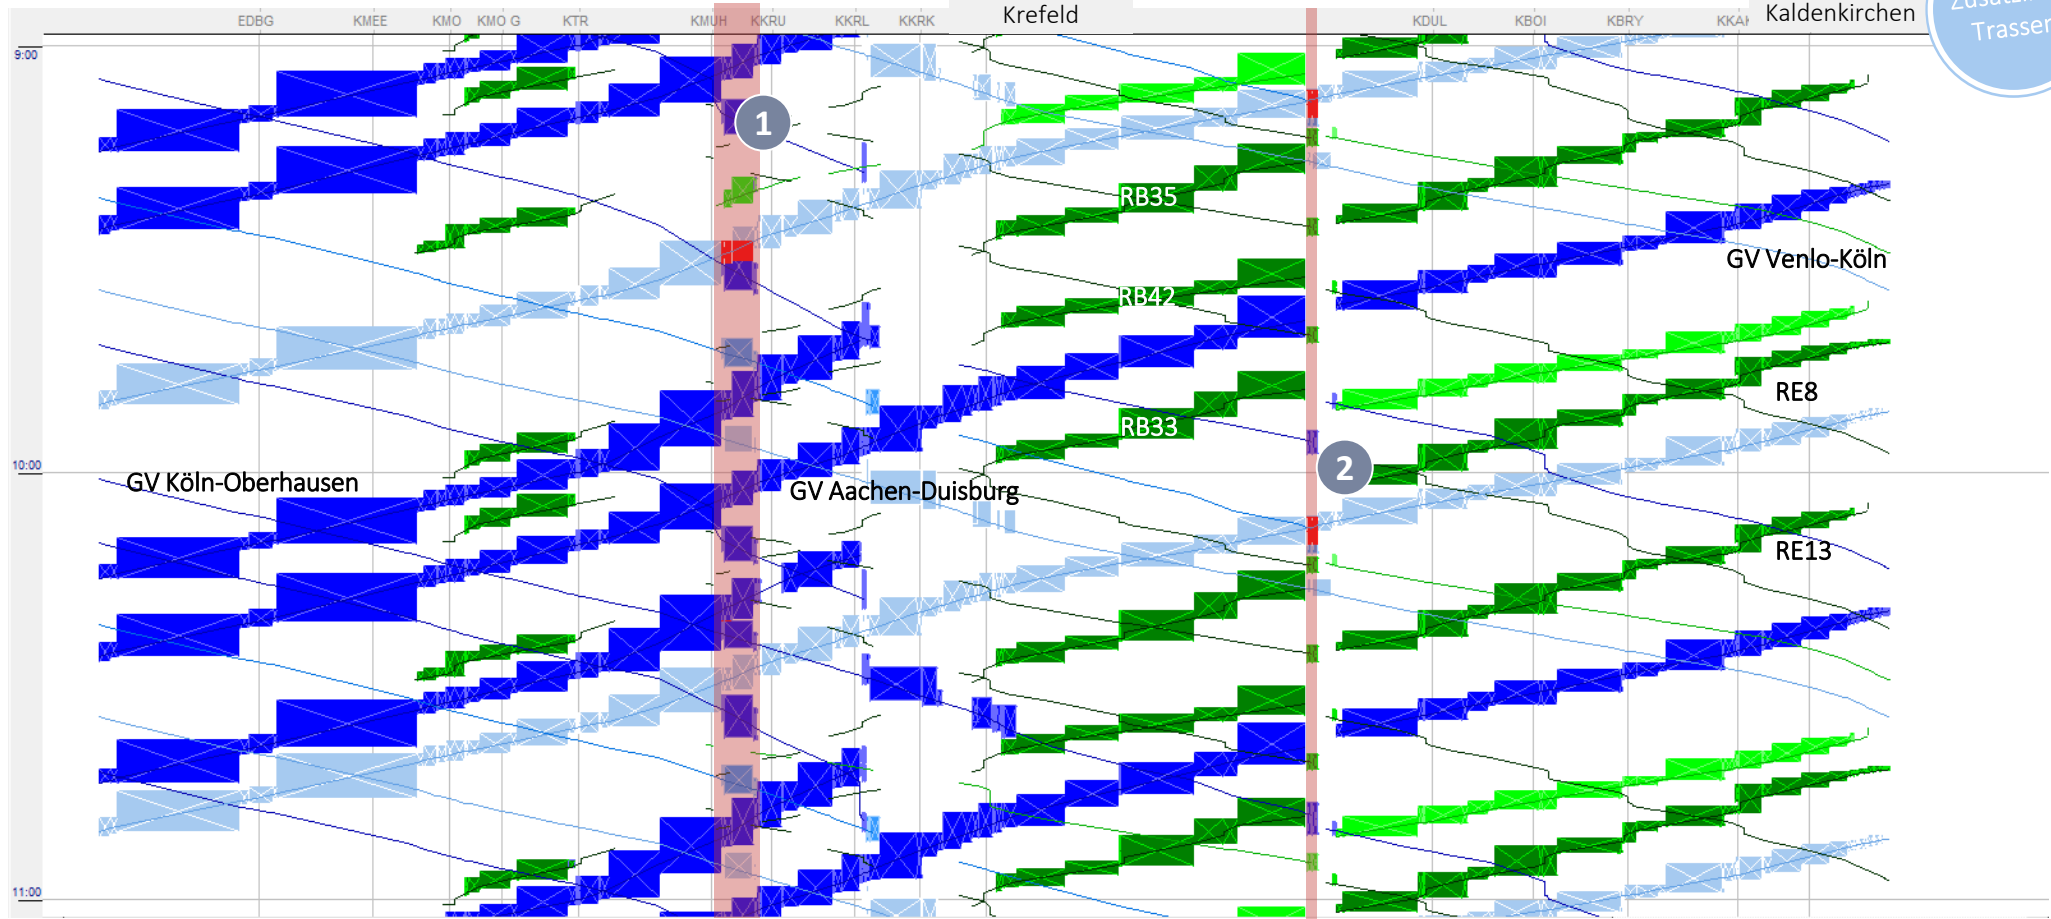 EDBG KMEE KMO KMO G KTR KMUH KKRU KKRL KKRK Krefeld KDUL KBOI KBRY Kaldenkirchen
Trassen
9:00
1
RB35
GV Venlo-Köln
RB42
RE8
RB33
10:00
2
GV Köln-Oberhausen
GV Aachen-Duisburg
RE13
11:00